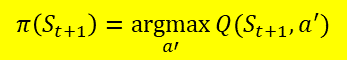 π(S_{t+1}) = argmax_{a′} Q(S_{t+1}, a′)